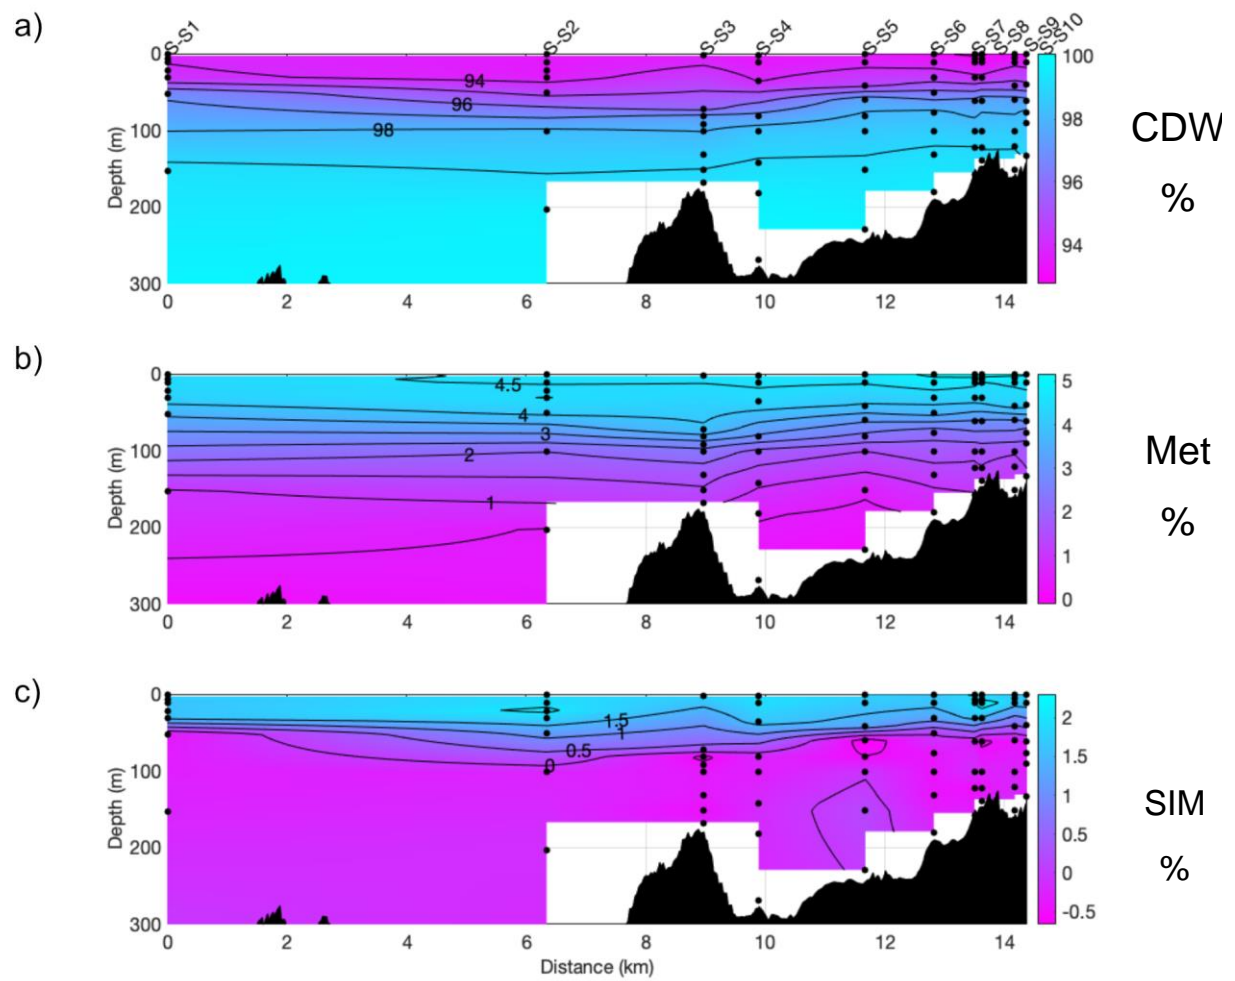 a)
S-S1
S-S2
S-S3
S-S4
S-S5
S-S6
S-S7
S-S8
S-S9
S-S10
0
100
200
300
Depth (m)
94
96
98
0 2 4 6 8 10 12 14
100
98
96
94
CDW
%
b)
0
100
200
300
Depth (m)
4.5
4
3
2
1
0 2 4 6 8 10 12 14
5
4
3
2
1
0
Met
%
c)
0
100
200
300
Depth (m)
1.5
1
0.5
0
0 2 4 6 8 10 12 14
Distance (km)
2
1.5
1
0.5
0
-0.5
SIM
%